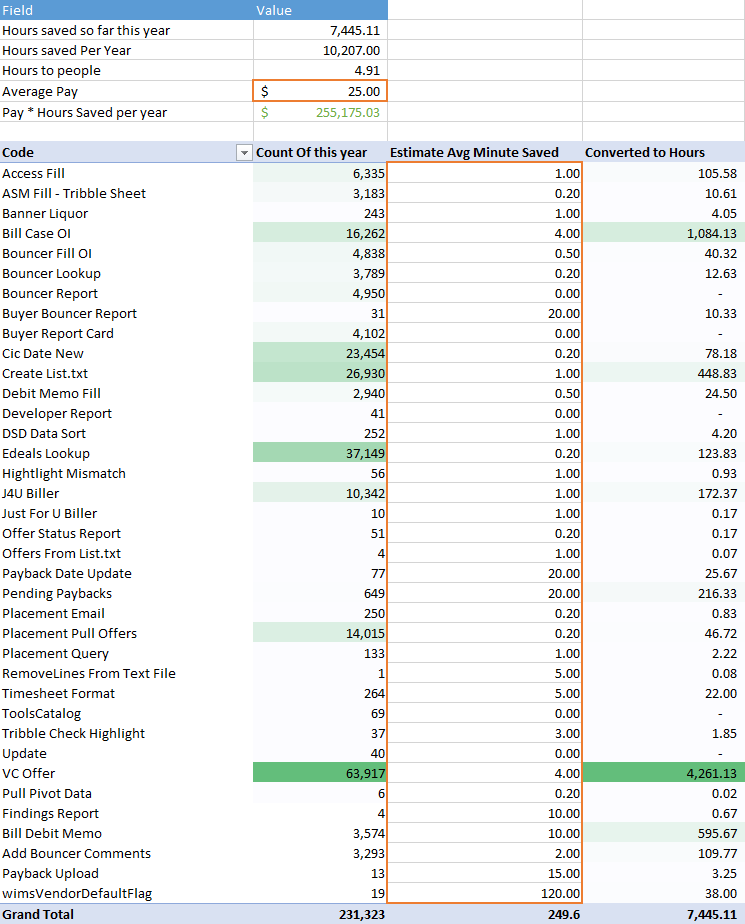 Field Value
Hours saved so far this year 7,445.11
Hours saved Per Year 10,207.00
Hours to people 4.91
Average Pay $ 25.00
Pay * Hours Saved per year $ 255,175.03
Code Count Of this year Estimate Avg Minute Saved Converted to Hours
Access Fill 6,335 1.00 105.58
ASM Fill - Tribble Sheet 3,183 0.20 10.61
Banner Liquor 243 1.00 4.05
Bill Case OI 16,262 4.00 1,084.13
Bouncer Fill OI 4,838 0.50 40.32
Bouncer Lookup 3,789 0.20 12.63
Bouncer Report 4,950 0.00 -
Buyer Bouncer Report 31 20.00 10.33
Buyer Report Card 4,102 0.00 -
Cic Date New 23,454 0.20 78.18
Create List.txt 26,930 1.00 448.83
Debit Memo Fill 2,940 0.50 24.50
Developer Report 41 0.00 -
DSD Data Sort 252 1.00 4.20
Edeals Lookup 37,149 0.20 123.83
Hightlight Mismatch 56 1.00 0.93
J4U Biller 10,342 1.00 172.37
Just For U Biller 10 1.00 0.17
Offer Status Report 51 0.20 0.17
Offers From List.txt 4 1.00 0.07
Payback Date Update 77 20.00 25.67
Pending Paybacks 649 20.00 216.33
Placement Email 250 0.20 0.83
Placement Pull Offers 14,015 0.20 46.72
Placement Query 133 1.00 2.22
RemoveLines From Text File 1 5.00 0.08
Timesheet Format 264 5.00 22.00
ToolsCatalog 69 0.00 -
Tribble Check Highlight 37 3.00 1.85
Update 40 0.00 -
VC Offer 63,917 4.00 4,261.13
Pull Pivot Data 6 0.20 0.02
Findings Report 4 10.00 0.67
Bill Debit Memo 3,574 10.00 595.67
Add Bouncer Comments 3,293 2.00 109.77
Payback Upload 13 15.00 3.25
wimsVendorDefaultFlag 19 120.00 38.00
Grand Total 231,323 249.6 7,445.11